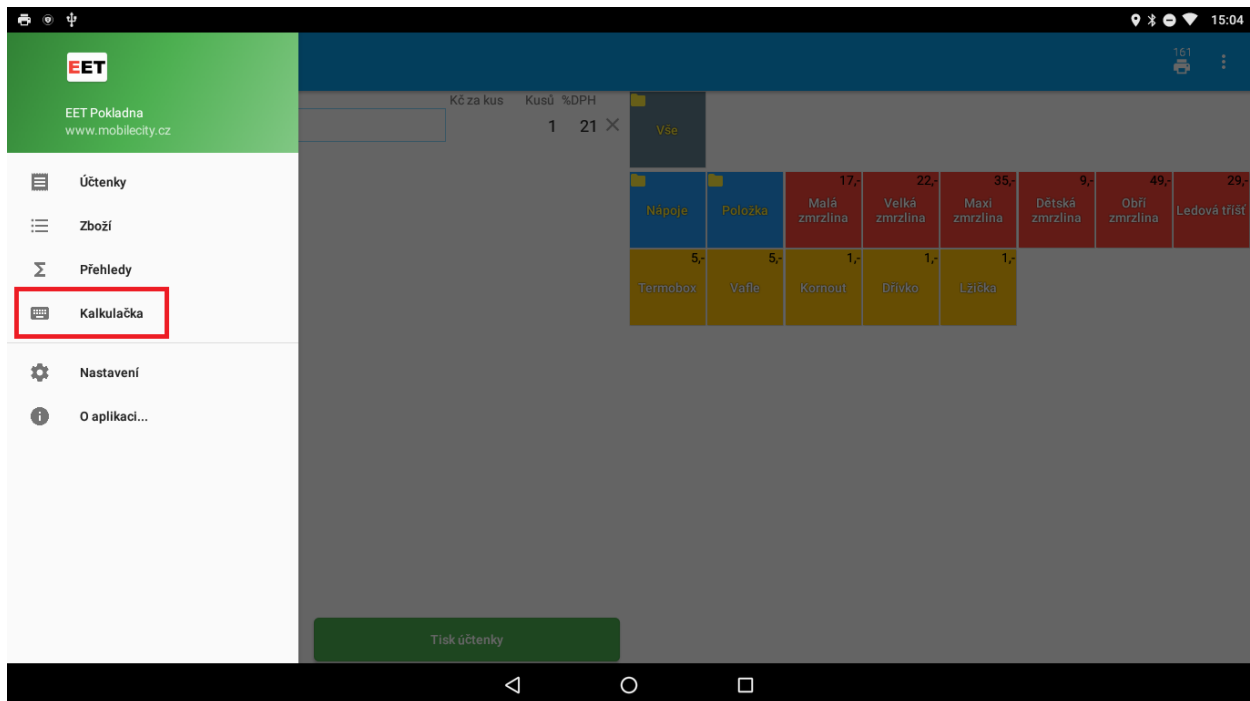 15:04
EET
EET Pokladna
www.mobilecity.cz
161
Účtenky
Zboží
Přehledy
Kalkulačka
Nastavení
O aplikaci...
Kč za kus Kusů %DPH
1 21
Vše
Nápoje
Položka
17,-
Malá
zmrzlina
22,-
Velká
zmrzlina
35,-
Maxi
zmrzlina
9,-
Dětská
zmrzlina
49,-
Obří
zmrzlina
29,-
Ledová tříšť
5,-
Termobox
5,-
Vafle
1,-
Kornout
1,-
Dřívko
1,-
Lžička
Tisk účtenky